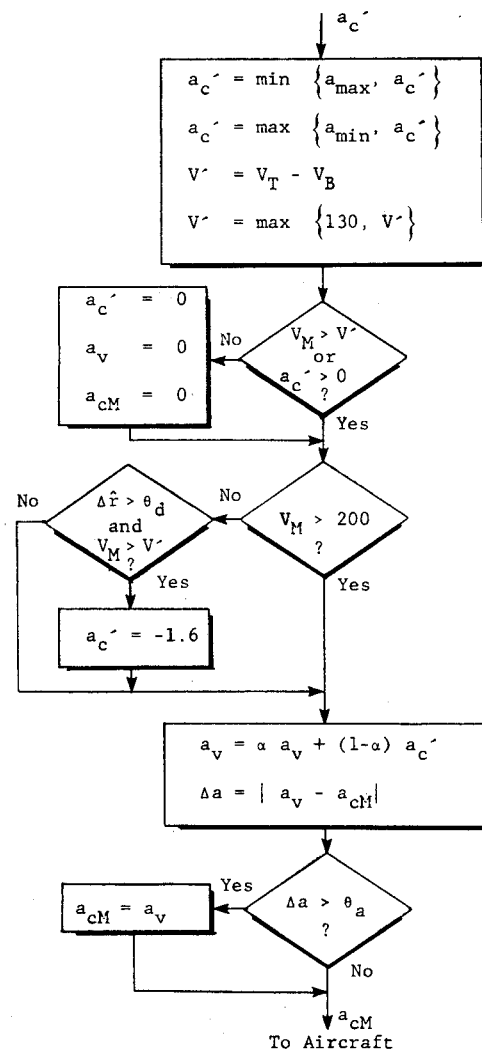 a_c´
a_c´ = min {a_max, a_c´}
a_c´ = max {a_min, a_c´}
V´ = V_T - V_B
V´ = max {130, V´}
a_c´ = 0
a_v = 0
a_cM = 0
No
V_M > V´
or
a_c´ > 0
?
Yes
No
Δr̂ > θ_d
and
V_M > V´
?
No
V_M > 200
?
Yes
Yes
a_c´ = -1.6
a_v = α a_v + (1-α) a_c´
Δa = | a_v - a_cM|
Yes
a_cM = a_v
Δa > θ_a
?
No
a_cM
To Aircraft